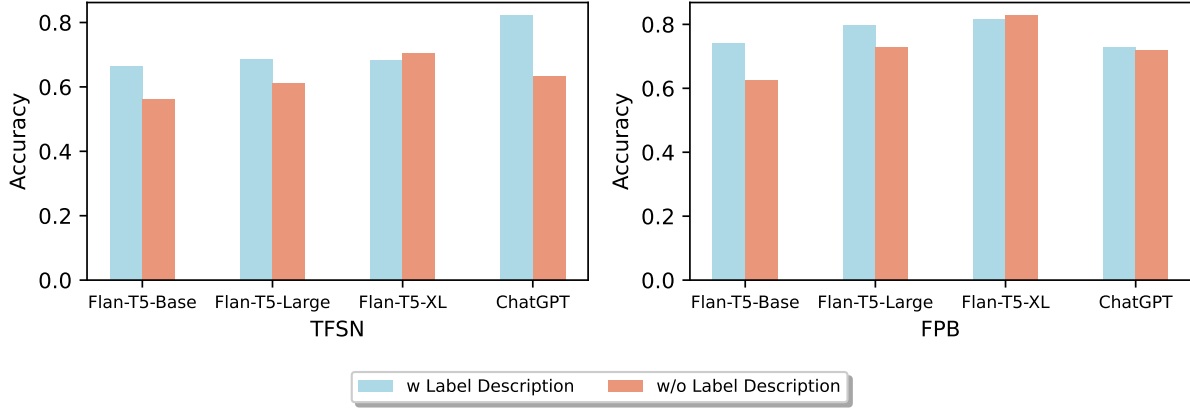 0.8
0.6
0.4
0.2
0.0
Accuracy
Flan-T5-Base Flan-T5-Large Flan-T5-XL ChatGPT
TFSN
0.8
0.6
0.4
0.2
0.0
Accuracy
Flan-T5-Base Flan-T5-Large Flan-T5-XL ChatGPT
FPB
w Label Description w/o Label Description